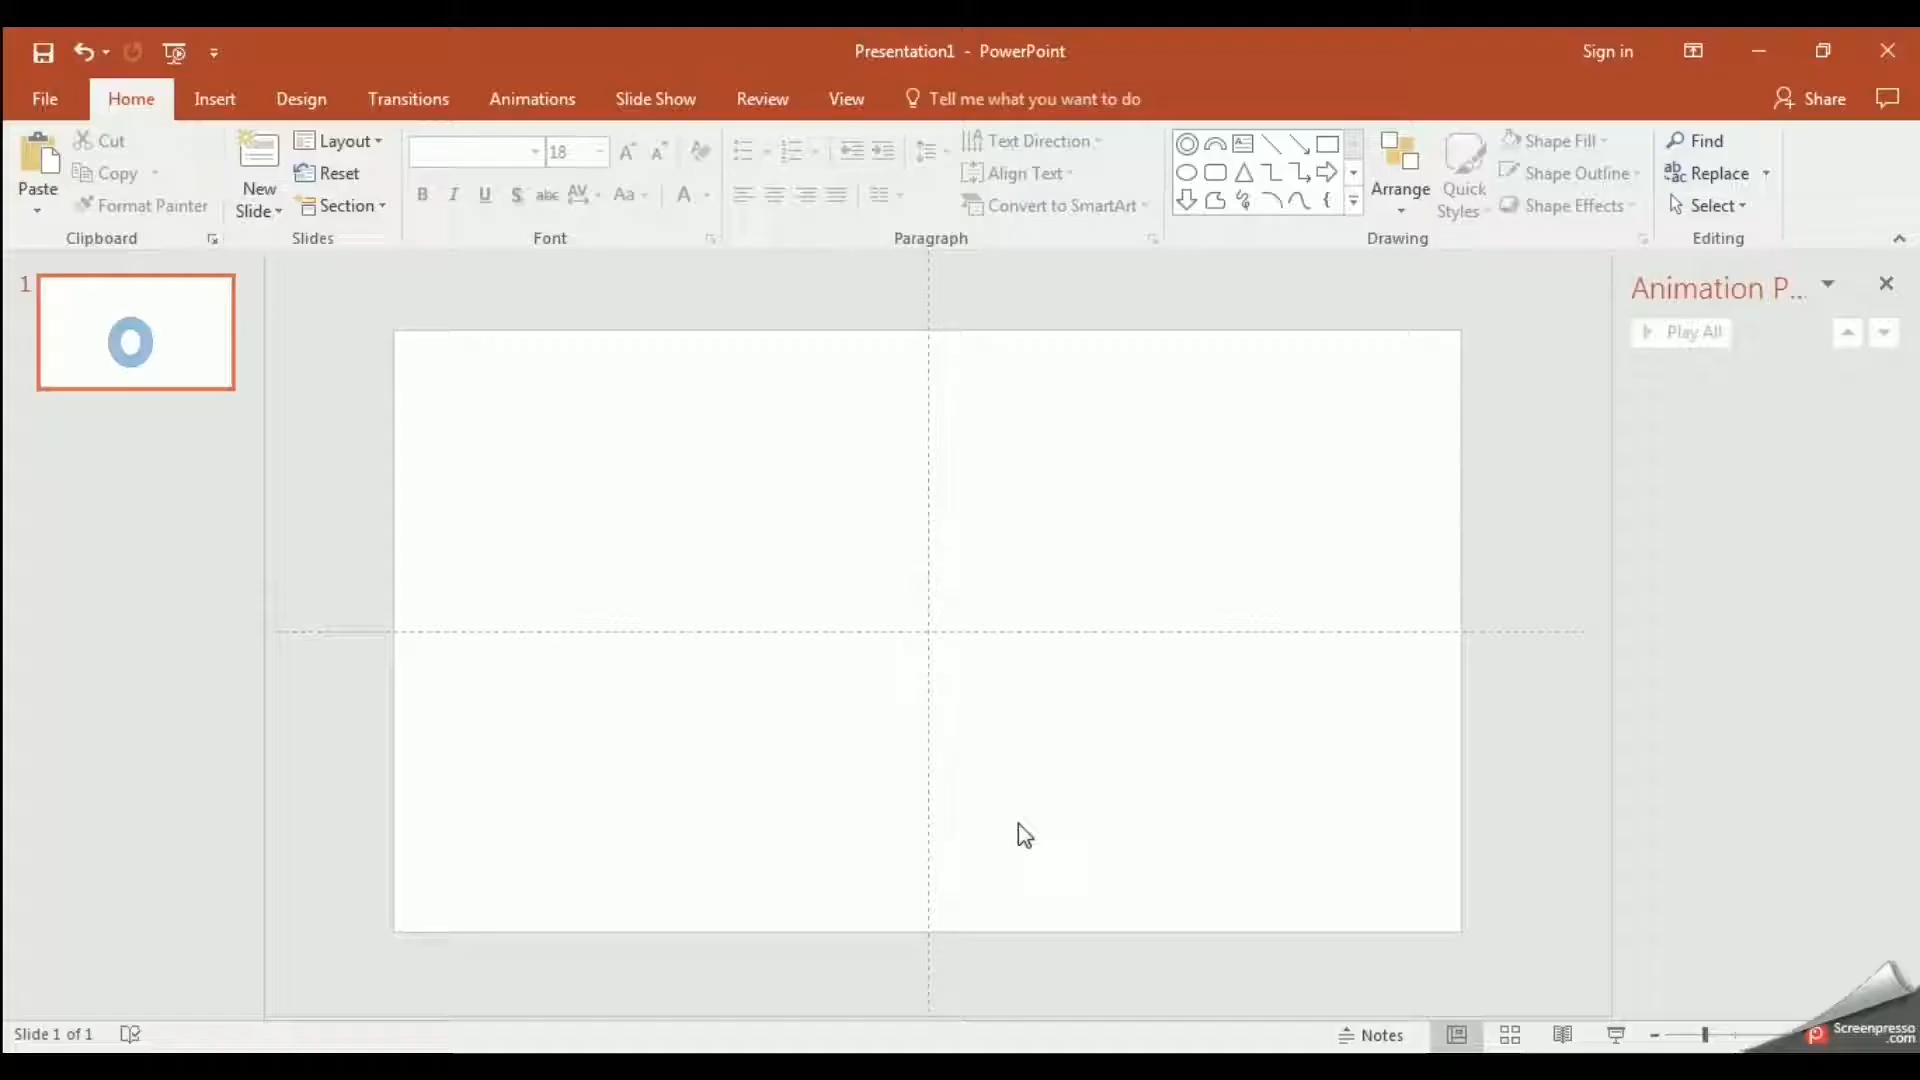 Presentation1 - PowerPoint
Sign in
File Home Insert Design Transitions Animations Slide Show Review View Tell me what you want to do Share
Paste
Cut
Copy
Format Painter
Clipboard
New Slide
Layout
Reset
Section
Slides
18
B I U S abc AV Aa A
Font
Text Direction
Align Text
Convert to SmartArt
Paragraph
Arrange
Quick Styles
Shape Fill
Shape Outline
Shape Effects
Drawing
Find
Replace
Select
Editing
1
Animation P...
Play All
Slide 1 of 1
Notes
Screenpresso
.com